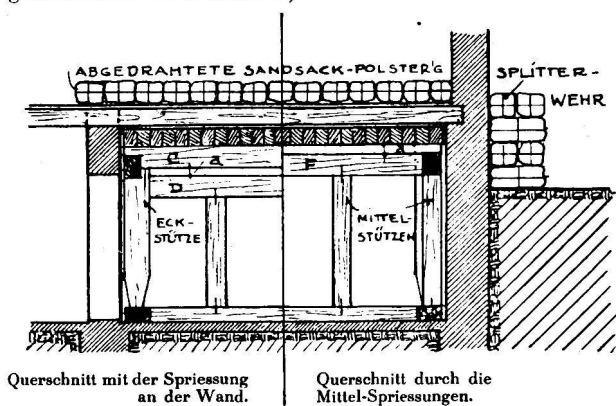 ABGEDRAHTETE SANDSACK-POLSTER'G
SPLITTER-
WEHR
C
a
F
a
D
ECK-
STÜTZE
MITTEL-
STÜTZEN
Querschnitt mit der Spriessung
an der Wand.
Querschnitt durch die
Mittel-Spriessungen.